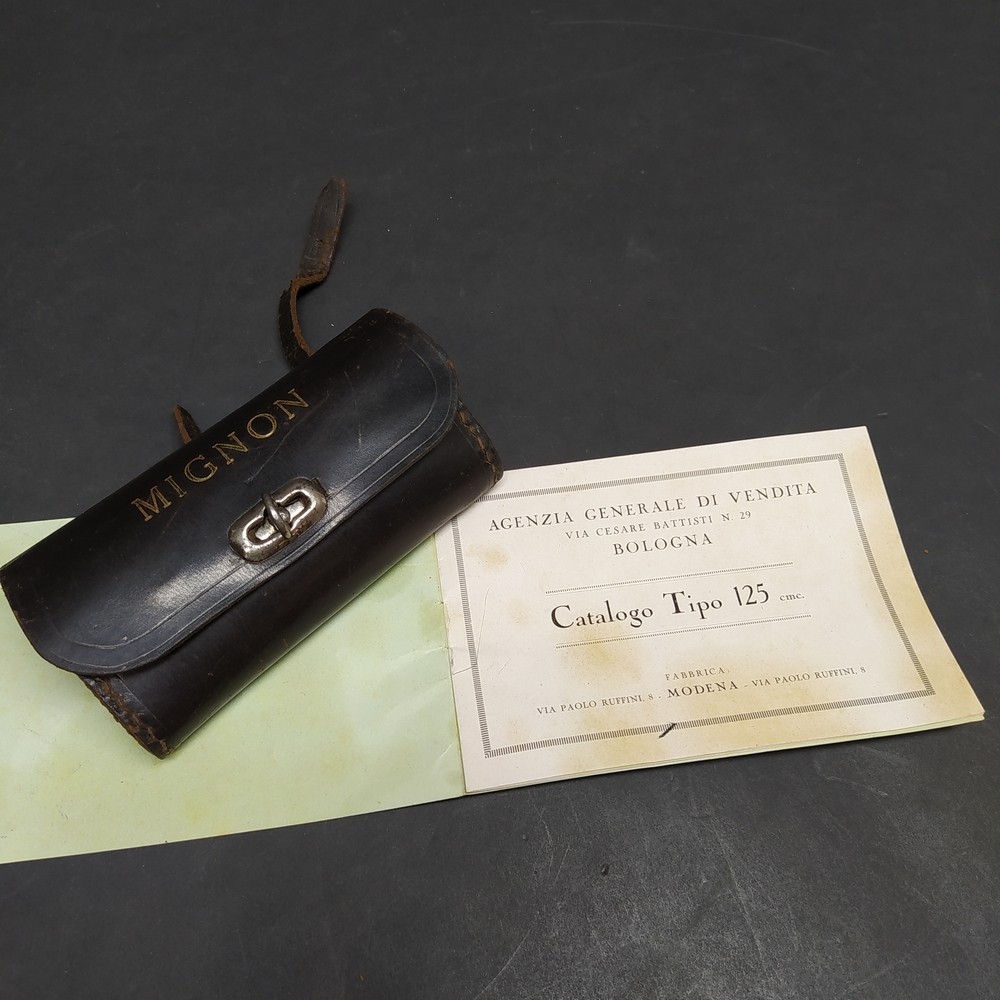 MIGNON
AGENZIA GENERALE DI VENDITA
VIA CESARE BATTISTI N. 29
BOLOGNA
Catalogo Tipo 125 cmc.
FABBRICA:
VIA PAOLO RUFFINI, 8 - MODENA - VIA PAOLO RUFFINI, 8